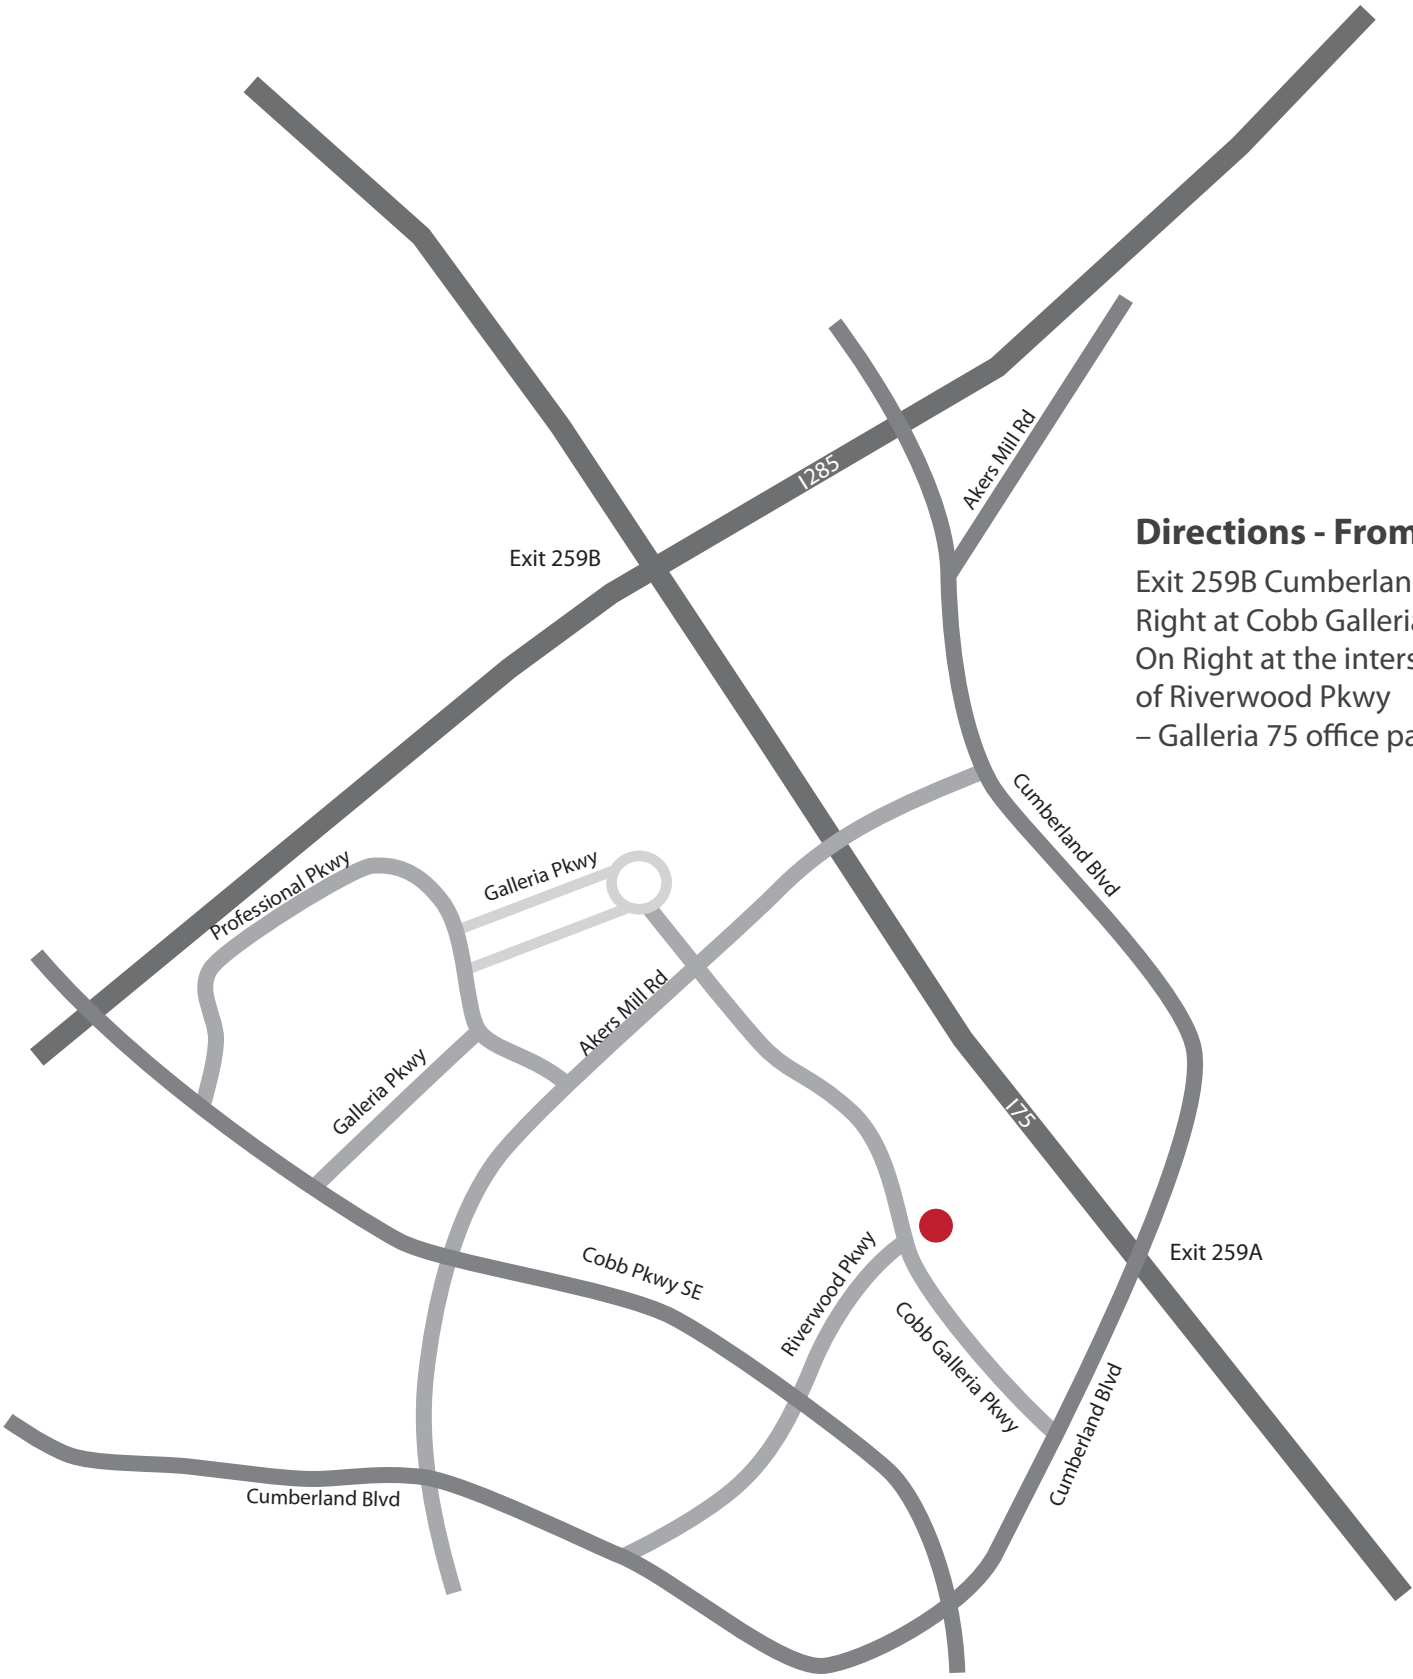 I285
Akers Mill Rd
Directions - From
Exit 259B
Exit 259B Cumberlan
Right at Cobb Galleria
On Right at the inters
of Riverwood Pkwy
– Galleria 75 office pa
Cumberland Blvd
Professional Pkwy
Galleria Pkwy
Akers Mill Rd
Galleria Pkwy
I75
Exit 259A
Cobb Pkwy SE
Riverwood Pkwy
Cobb Galleria Pkwy
Cumberland Blvd
Cumberland Blvd